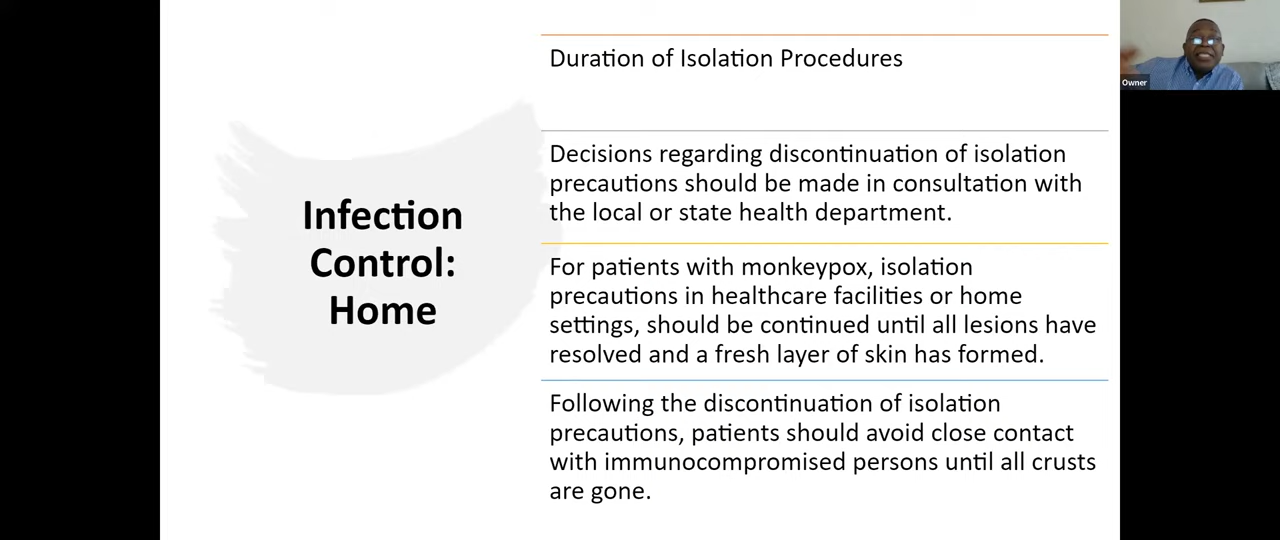 Infection
Control:
Home
Duration of Isolation Procedures
Decisions regarding discontinuation of isolation
precautions should be made in consultation with
the local or state health department.
For patients with monkeypox, isolation
precautions in healthcare facilities or home
settings, should be continued until all lesions have
resolved and a fresh layer of skin has formed.
Following the discontinuation of isolation
precautions, patients should avoid close contact
with immunocompromised persons until all crusts
are gone.
Owner